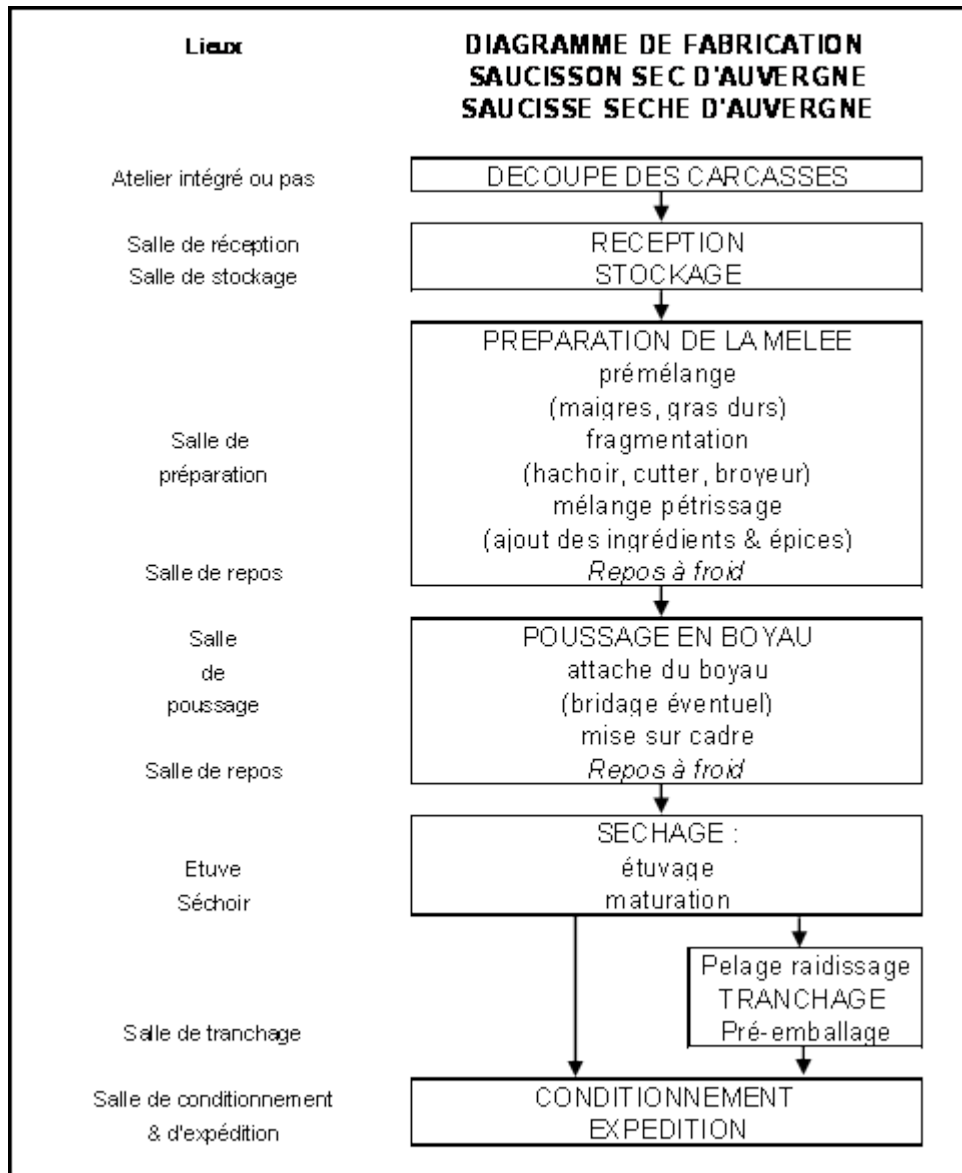 Lieux
DIAGRAMME DE FABRICATION
SAUCISSON SEC D'AUVERGNE
SAUCISSE SECHE D'AUVERGNE
Atelier intégré ou pas
DECOUPE DES CARCASSES
Salle de réception
RECEPTION
Salle de stockage
STOCKAGE
PREPARATION DE LA MELEE
prémélange
(maigres, gras durs)
Salle de
fragmentation
préparation
(hachoir, cutter, broyeur)
mélange pétrissage
(ajout des ingrédients & épices)
Salle de repos
Repos à froid
Salle
POUSSAGE EN BOYAU
de
attache du boyau
poussage
(bridage éventuel)
mise sur cadre
Salle de repos
Repos à froid
SECHAGE :
Etuve
étuvage
Séchoir
maturation
Pelage raidissage
TRANCHAGE
Salle de tranchage
Pré-emballage
Salle de conditionnement
CONDITIONNEMENT
& d'expédition
EXPEDITION